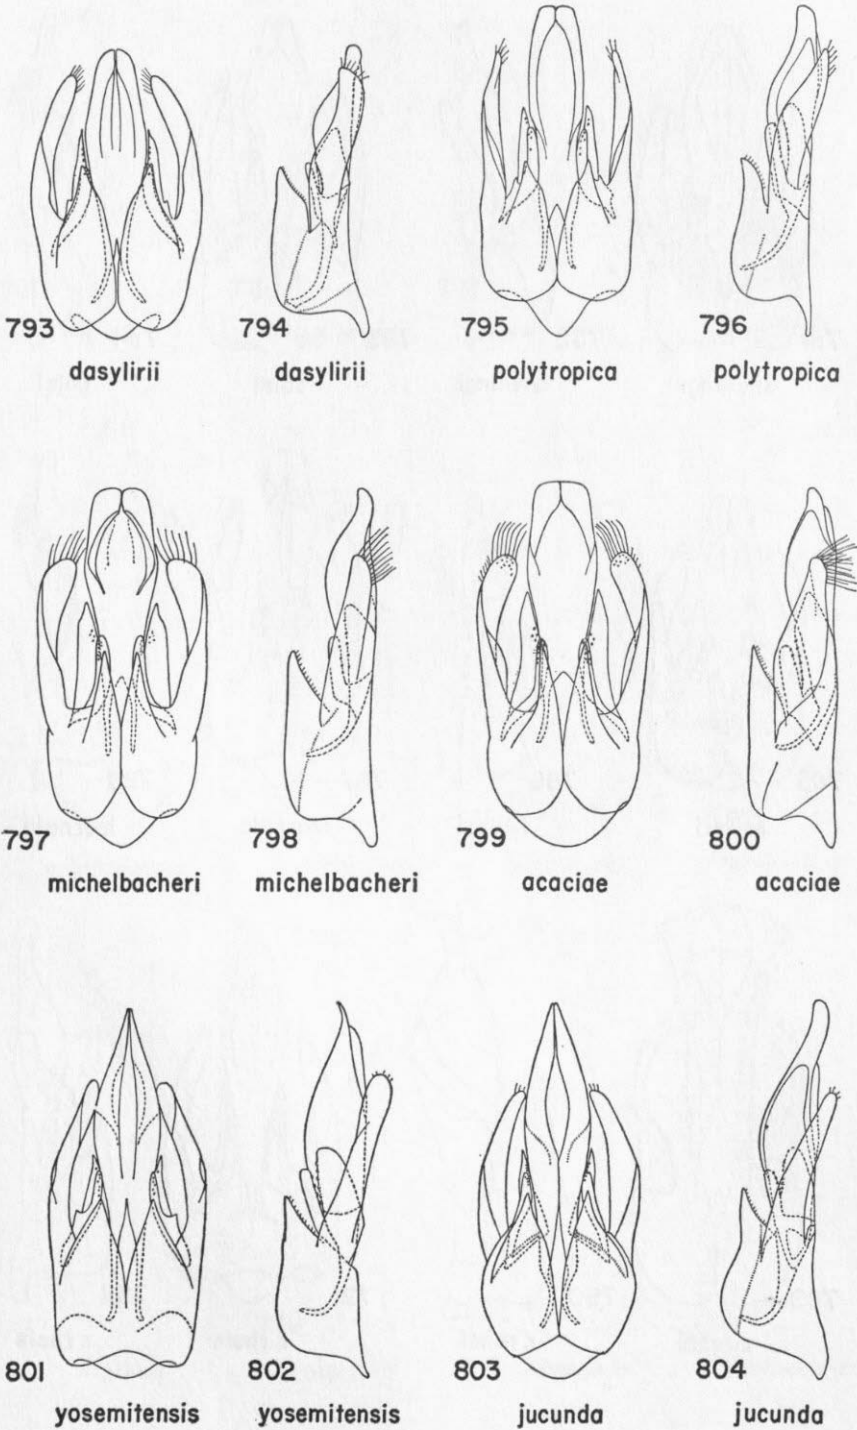 793 794 795 796
dasylirii dasylirii polytropica polytropica
797 798 799 800
michelbacheri michelbacheri acaciae acaciae
801 802 803 804
yosemitensis yosemitensis jucunda jucunda